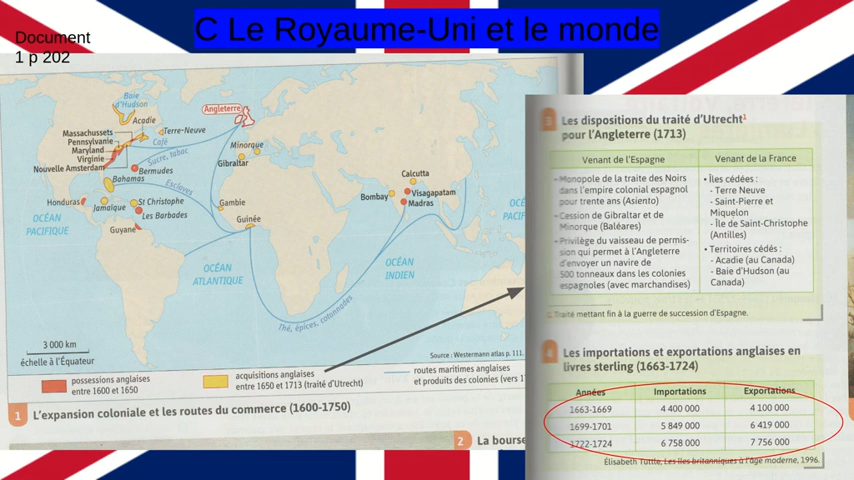 C Le Royaume-Uni et le monde
Document
1 p 202
Baie
d'Hudson
Acadie
Terre-Neuve
Massachussets
Pennsylvanie
Maryland
Virginie
Nouvelle Amsterdam
Café
Sucre, tabac
Bermudes
Bahamas
Esclaves
Honduras
Jamaïque
St Christophe
Les Barbades
Guyane
Angleterre
Minorque
Gibraltar
Gambie
Guinée
Calcutta
Bombay
Visagapatam
Madras
OCÉAN
PACIFIQUE
OCÉAN
ATLANTIQUE
OCÉAN
INDIEN
Thé, épices, cotonnades
3 000 km
échelle à l'Équateur
Source : Westermann atlas p. 111.
possessions anglaises
entre 1600 et 1650
acquisitions anglaises
entre 1650 et 1713 (traité d'Utrecht)
routes maritimes anglaises
et produits des colonies (vers 1
1 L'expansion coloniale et les routes du commerce (1600-1750)
2 La bourse
Les dispositions du traité d'Utrecht1
pour l'Angleterre (1713)
Venant de l'Espagne
- Monopole de la traite des Noirs
dans l'empire colonial espagnol
pour trente ans (Asiento)
- Cession de Gibraltar et de
Minorque (Baléares)
- Privilège du vaisseau de permis-
sion qui permet à l'Angleterre
d'envoyer un navire de
500 tonneaux dans les colonies
espagnoles (avec marchandises)
Venant de la France
• Îles cédées :
- Terre Neuve
- Saint-Pierre et
Miquelon
- Île de Saint-Christophe
(Antilles)
• Territoires cédés :
- Acadie (au Canada)
- Baie d'Hudson (au
Canada)
1. Traité mettant fin à la guerre de succession d'Espagne.
4 Les importations et exportations anglaises en
livres sterling (1663-1724)
Années Importations Exportations
1663-1669 4 400 000 4 100 000
1699-1701 5 849 000 6 419 000
1722-1724 6 758 000 7 756 000
Élisabeth Tuttle, Les îles britanniques à l'âge moderne, 1996.